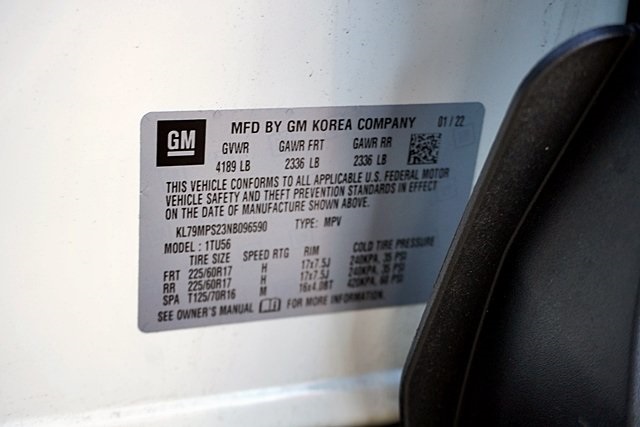 GM
MFD BY GM KOREA COMPANY 01 / 22
GVWR GAWR FRT GAWR RR
4189 LB 2336 LB 2336 LB
THIS VEHICLE CONFORMS TO ALL APPLICABLE U.S. FEDERAL MOTOR
VEHICLE SAFETY AND THEFT PREVENTION STANDARDS IN EFFECT
ON THE DATE OF MANUFACTURE SHOWN ABOVE.
KL79MPS23NB096590 TYPE: MPV
MODEL : 1TU56
TIRE SIZE SPEED RTG RIM COLD TIRE PRESSURE
FRT 225/60R17 H 17x7.5J 240KPA, 35 PSI
RR 225/60R17 H 17x7.5J 240KPA, 35 PSI
SPA T125/70R16 M 16x4.0BT 420KPA, 60 PSI
SEE OWNER'S MANUAL FOR MORE INFORMATION.